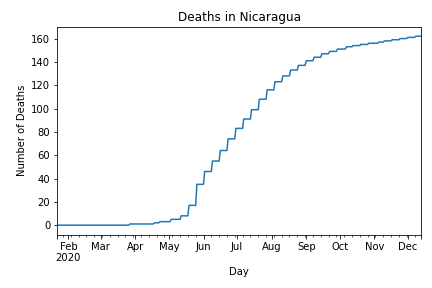 Deaths in Nicaragua
Number of Deaths
160
140
120
100
80
60
40
20
0
Feb Mar Apr May Jun Jul Aug Sep Oct Nov Dec
2020
Day